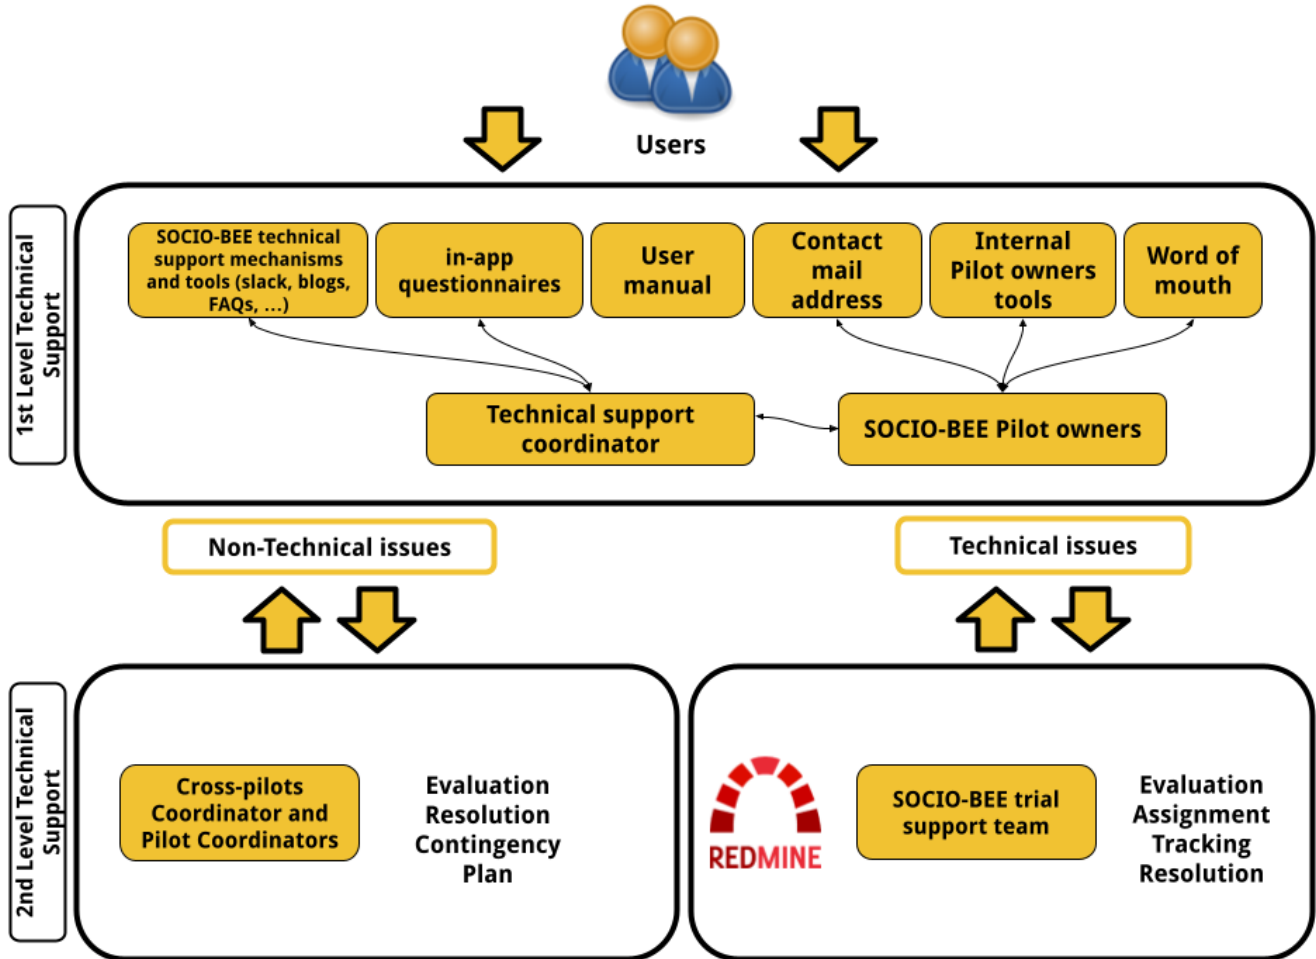 Users
1st Level Technical
Support
SOCIO-BEE technical
support mechanisms
and tools (slack, blogs,
FAQs, ...)
in-app
questionnaires
User
manual
Contact
mail
address
Internal
Pilot owners
tools
Word of
mouth
Technical support
coordinator
SOCIO-BEE Pilot owners
Non-Technical issues
Technical issues
2nd Level Technical
Support
Cross-pilots
Coordinator and
Pilot Coordinators
Evaluation
Resolution
Contingency
Plan
REDMINE
SOCIO-BEE trial
support team
Evaluation
Assignment
Tracking
Resolution